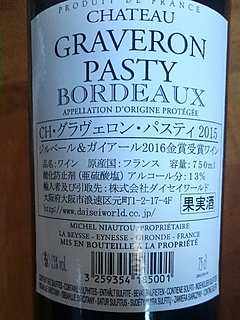 PRODUIT DE FRANCE
CHATEAU
GRAVERON
PASTY
BORDEAUX
APPELLATION D'ORIGINE PROTÉGÉE
CH・グラヴェロン・パスティ 2015
ジルベール&ガイアール2016金賞受賞ワイン
品名:ワイン 原産国:フランス 容量:750ml
酸化防止剤(亜硫酸塩) アルコール分:13%
輸入者及び引取先:株式会社ダイセイワールド
大阪府大阪市浪速区元町1-2-17-4F
www.daiseiworld.co.jp/
果実酒
MICHEL NIAUTOU PROPRIÉTAIRE
LA BEYSSE - EYNESSE - GIRONDE - FRANCE
MIS EN BOUTEILLE A LA PROPRIÉTÉ
75cl
3 259354 185001